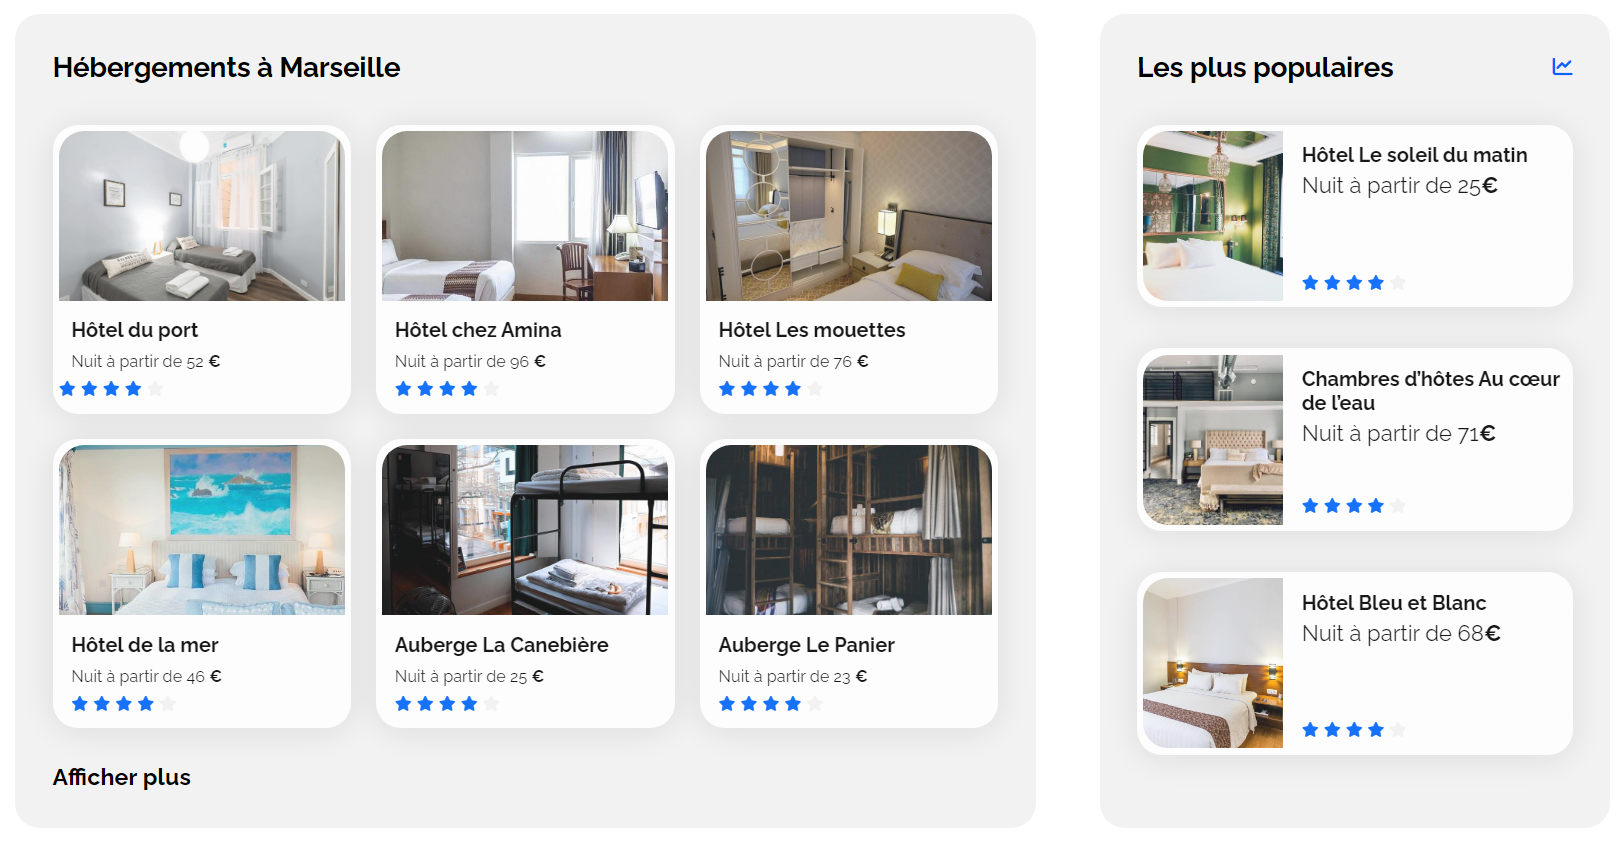 Hébergements à Marseille
Hôtel du port
Nuit à partir de 52 €
Hôtel chez Amina
Nuit à partir de 96 €
Hôtel Les mouettes
Nuit à partir de 76 €
Hôtel de la mer
Nuit à partir de 46 €
Auberge La Canebière
Nuit à partir de 25 €
Auberge Le Panier
Nuit à partir de 23 €
Afficher plus
Les plus populaires
Hôtel Le soleil du matin
Nuit à partir de 25€
Chambres d’hôtes Au cœur
de l’eau
Nuit à partir de 71€
Hôtel Bleu et Blanc
Nuit à partir de 68€